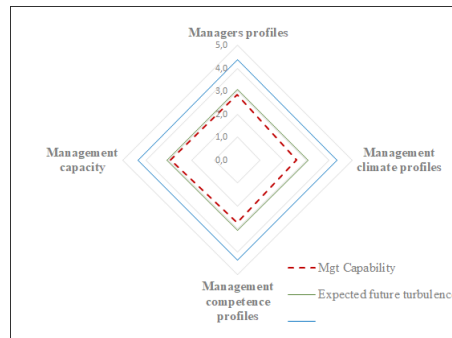 Managers profiles
5,0
4,0
3,0
2,0
1,0
0,0
Management
capacity
Management
climate profiles
Management
competence
profiles
Mgt Capability
Expected future turbulence